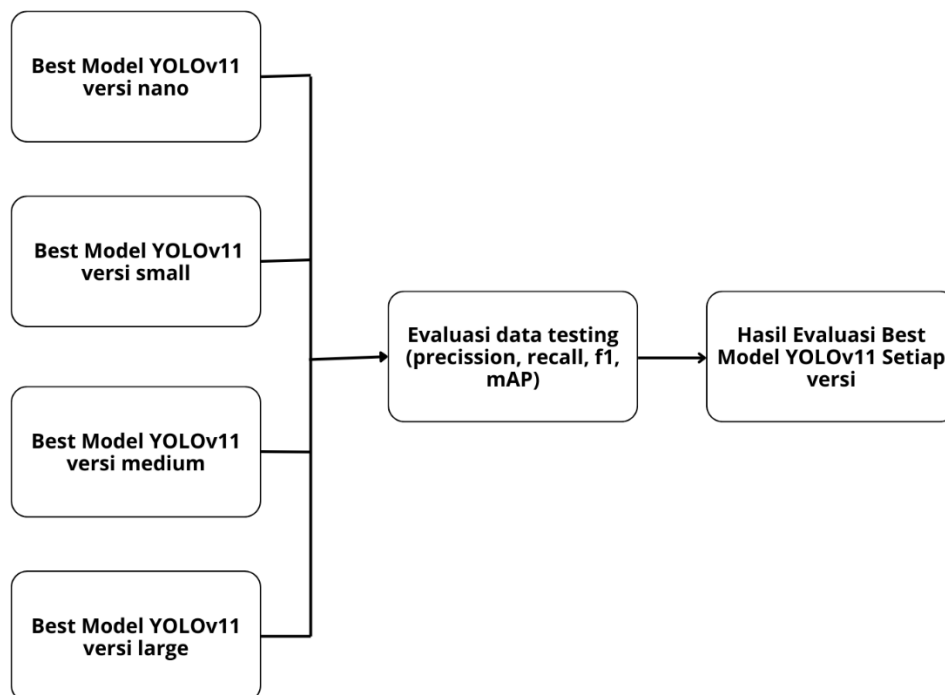 Best Model YOLOv11
versi nano
Best Model YOLOv11
versi small
Best Model YOLOv11
versi medium
Best Model YOLOv11
versi large
Evaluasi data testing
(precission, recall, f1,
mAP)
Hasil Evaluasi Best
Model YOLOv11 Setiap
versi